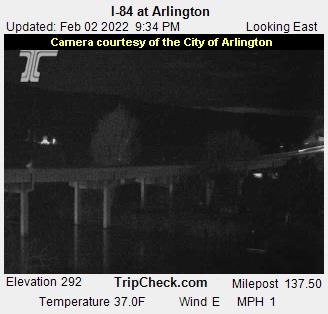 I-84 at Arlington
Updated: Feb 02 2022 9:34 PM Looking East
Camera courtesy of the City of Arlington
Elevation 292 TripCheck.com Milepost 137.50
Temperature 37.0F Wind E MPH 1